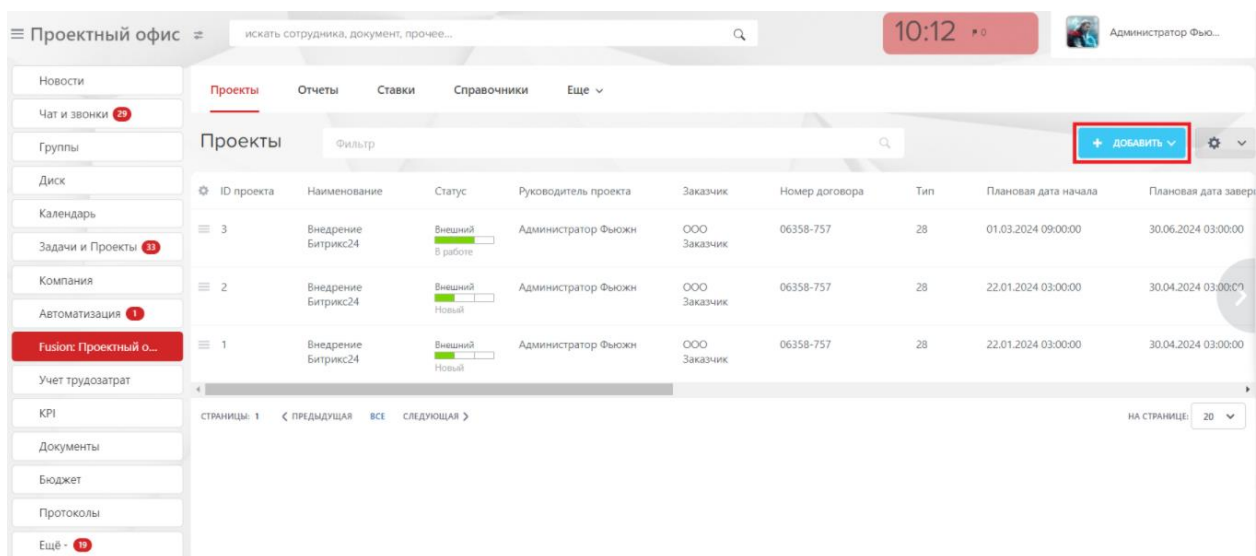 Проектный офис
искать сотрудника, документ, прочее...
10:12
0
Администратор Фью...
Новости
Чат и звонки 29
Группы
Диск
Календарь
Задачи и Проекты 33
Компания
Автоматизация 1
Fusion: Проектный о...
Учет трудозатрат
KPI
Документы
Бюджет
Протоколы
Ещё - 19
Проекты Отчеты Ставки Справочники Еще
Проекты
Фильтр
+ ДОБАВИТЬ
ID проекта Наименование Статус Руководитель проекта Заказчик Номер договора Тип Плановая дата начала Плановая дата завер
3 Внедрение Битрикс24 Внешний В работе Администратор Фьюжн ООО Заказчик 06358-757 28 01.03.2024 09:00:00 30.06.2024 03:00:00
2 Внедрение Битрикс24 Внешний Новый Администратор Фьюжн ООО Заказчик 06358-757 28 22.01.2024 03:00:00 30.04.2024 03:00:00
1 Внедрение Битрикс24 Внешний Новый Администратор Фьюжн ООО Заказчик 06358-757 28 22.01.2024 03:00:00 30.04.2024 03:00:00
СТРАНИЦЫ: 1 ПРЕДЫДУЩАЯ ВСЕ СЛЕДУЮЩАЯ
НА СТРАНИЦЕ: 20